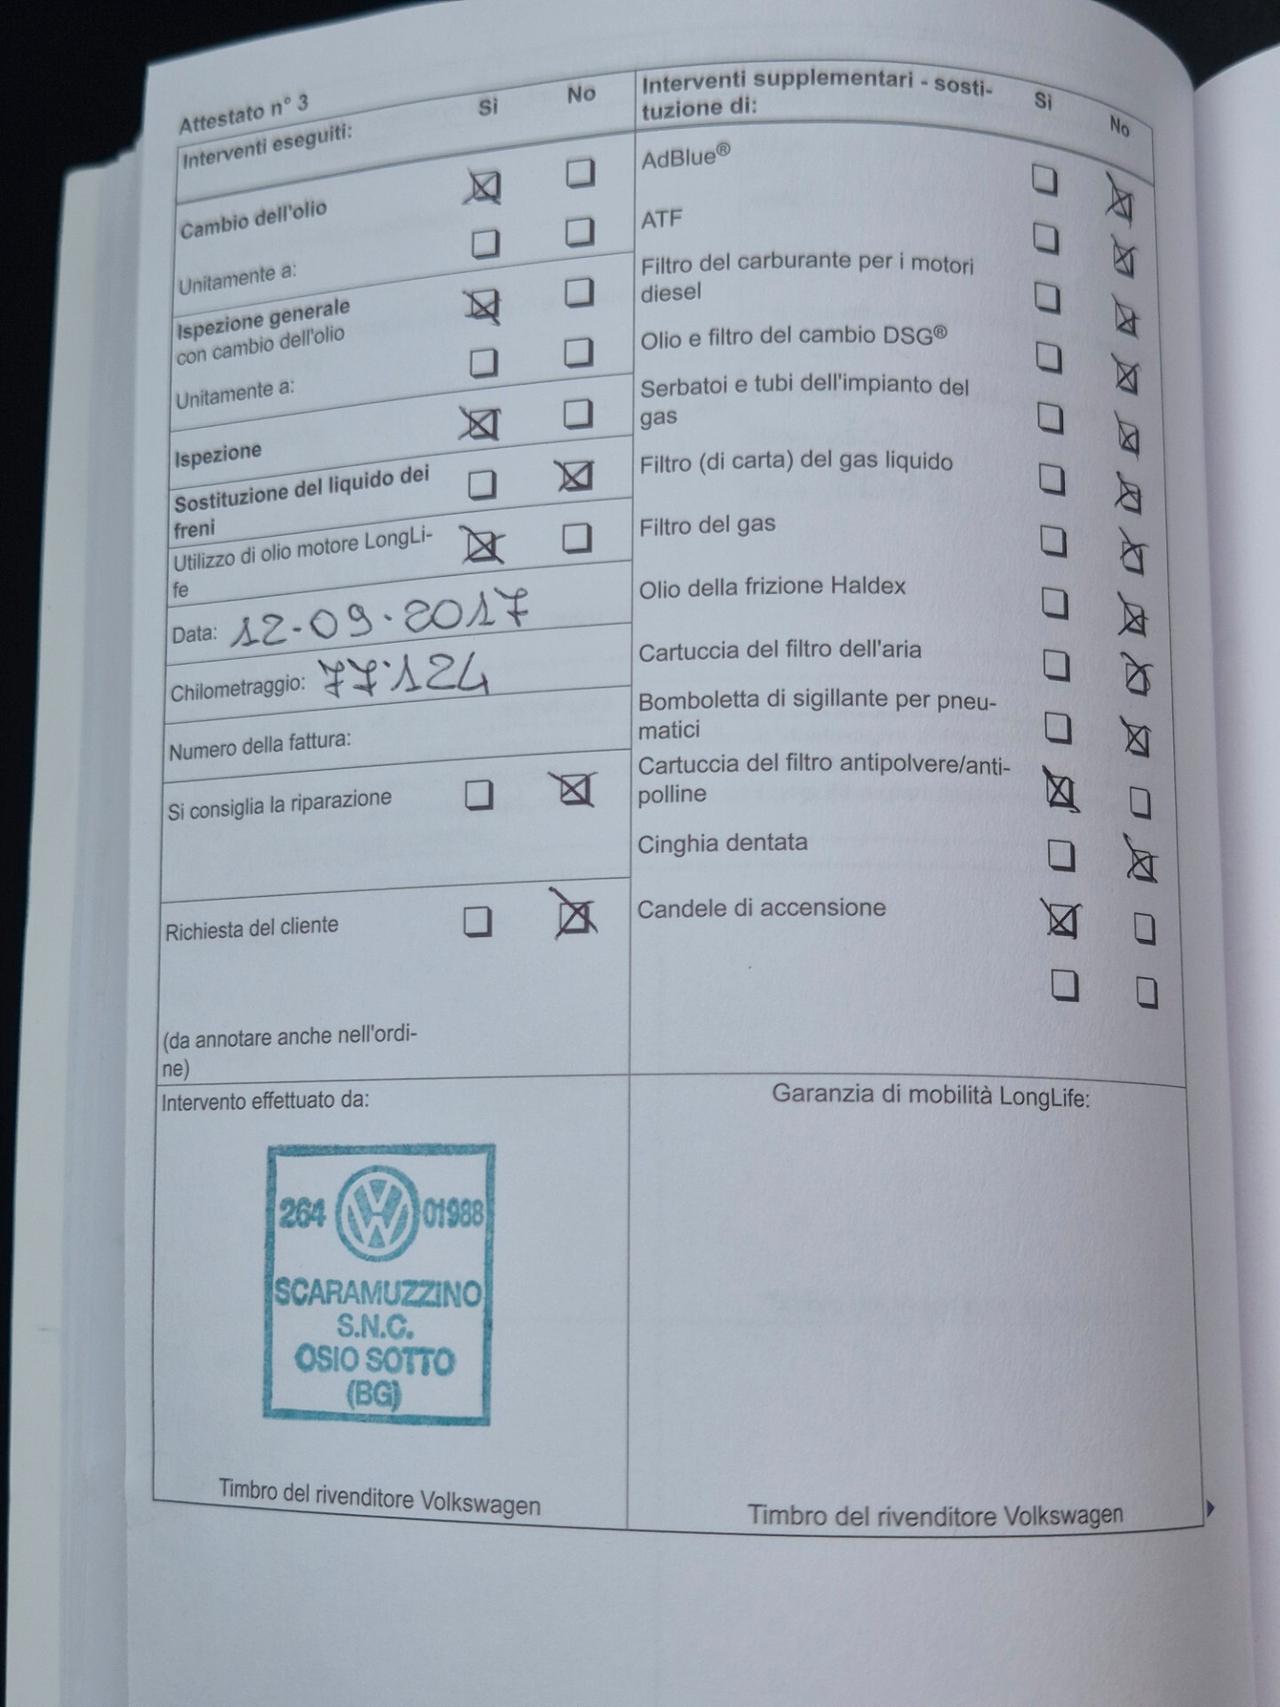 Attestato n° 3
Interventi eseguiti:
Sì No
Cambio dell'olio
Unitamente a:
Ispezione generale
con cambio dell'olio
Unitamente a:
Ispezione
Sostituzione del liquido dei
freni
Utilizzo di olio motore LongLi-
fe
Data: 12-09-2017
Chilometraggio: 77.124
Numero della fattura:
Si consiglia la riparazione
Richiesta del cliente
(da annotare anche nell'ordi-
ne)
Intervento effettuato da:
264 01988
SCARAMUZZINO
S.N.C.
OSIO SOTTO
(BG)
Timbro del rivenditore Volkswagen
Interventi supplementari - sosti-
tuzione di:
Sì No
AdBlue®
ATF
Filtro del carburante per i motori
diesel
Olio e filtro del cambio DSG®
Serbatoi e tubi dell'impianto del
gas
Filtro (di carta) del gas liquido
Filtro del gas
Olio della frizione Haldex
Cartuccia del filtro dell'aria
Bomboletta di sigillante per pneu-
matici
Cartuccia del filtro antipolvere/anti-
polline
Cinghia dentata
Candele di accensione
Garanzia di mobilità LongLife:
Timbro del rivenditore Volkswagen